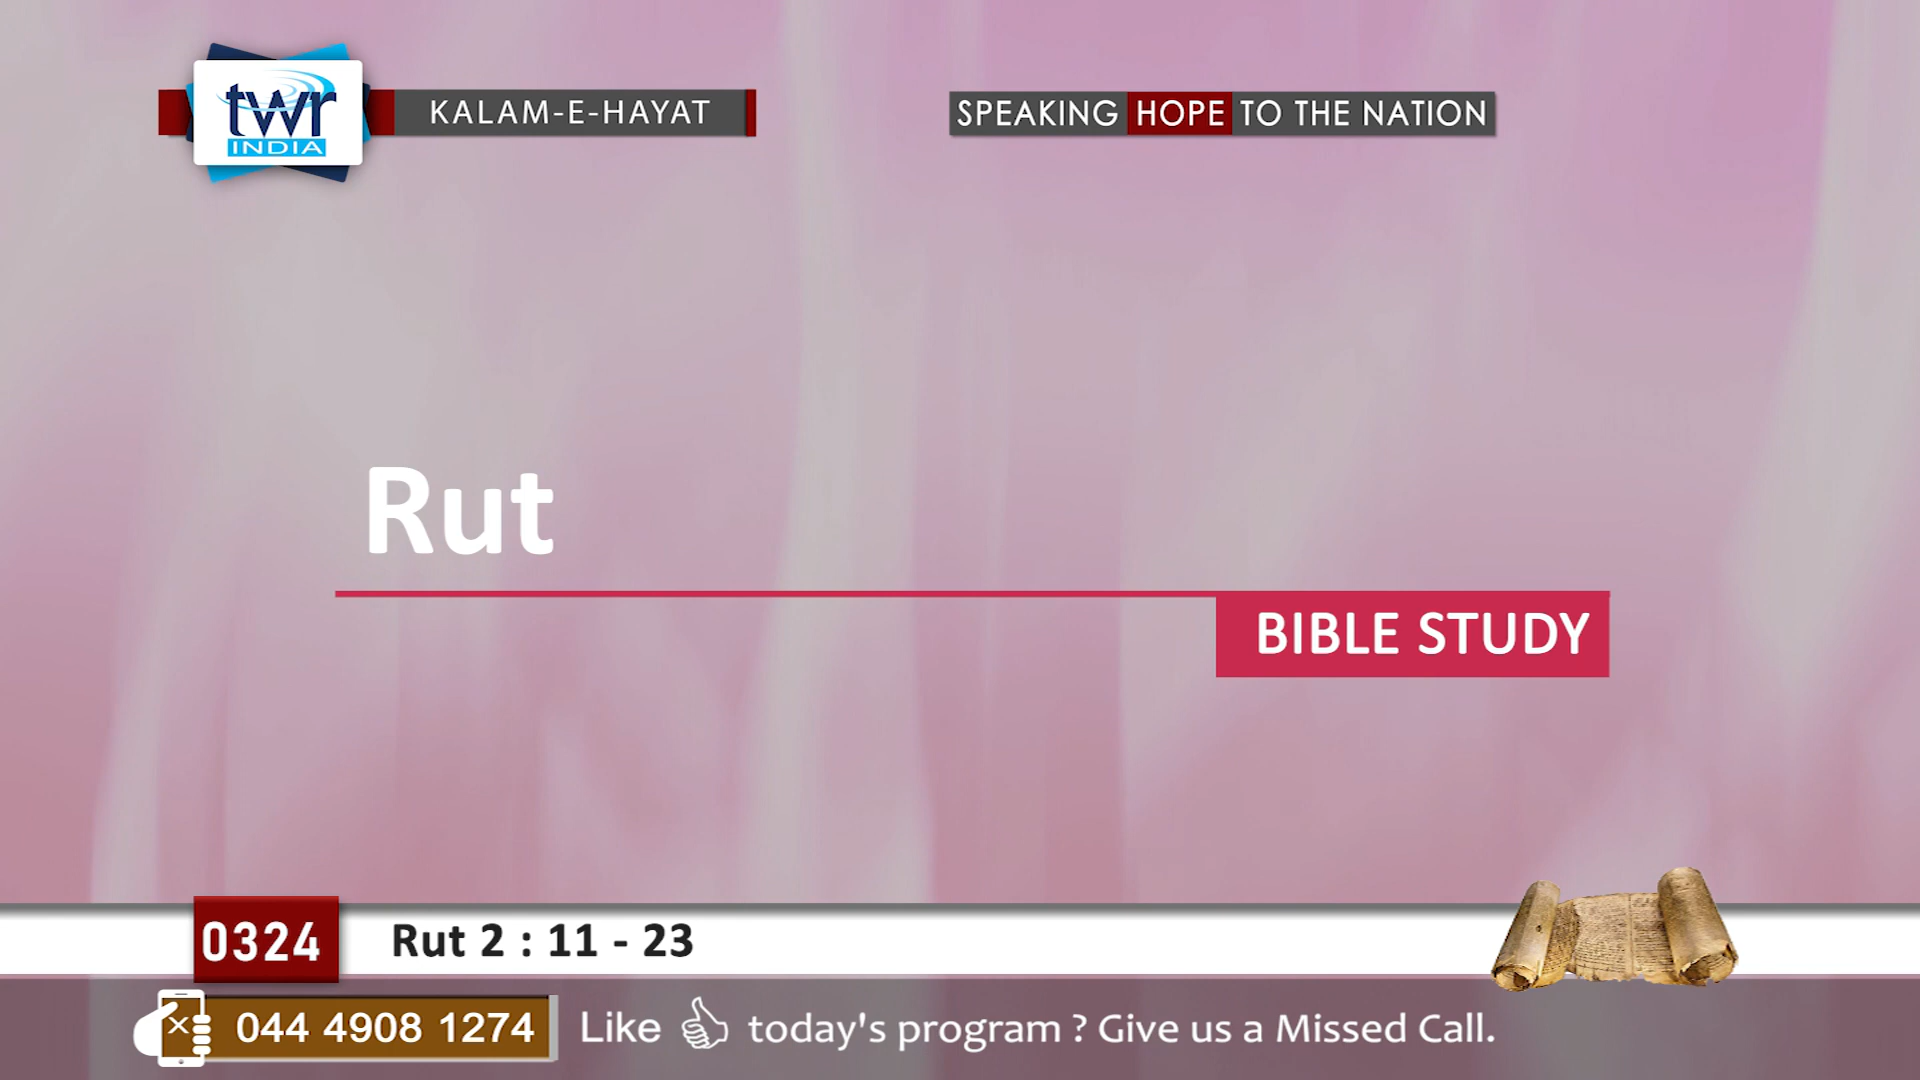 twr
INDIA
KALAM-E-HAYAT
SPEAKING HOPE TO THE NATION
Rut
BIBLE STUDY
0324
Rut 2 : 11 - 23
044 4908 1274
Like today's program ? Give us a Missed Call.